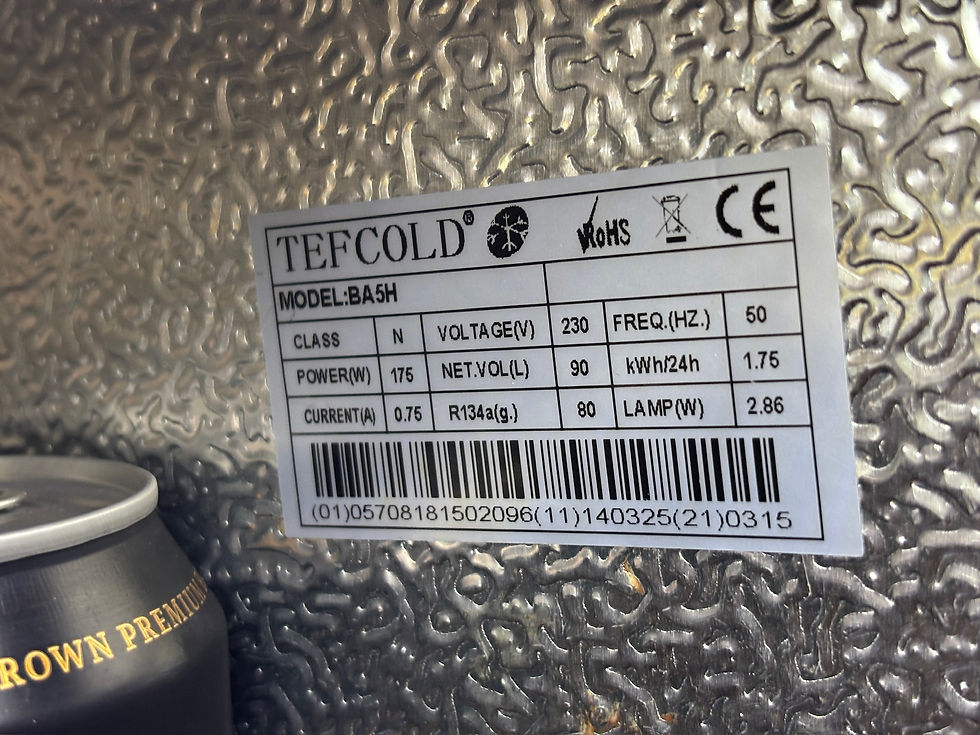 TEFCOLD® RoHS CE
MODEL:BA5H
CLASS N VOLTAGE(V) 230 FREQ.(HZ.) 50
POWER(W) 175 NET.VOL(L) 90 kWh/24h 1.75
CURRENT(A) 0.75 R134a(g.) 80 LAMP(W) 2.86
(01)05708181502096(11)140325(21)0315
ROWN PREMIUM